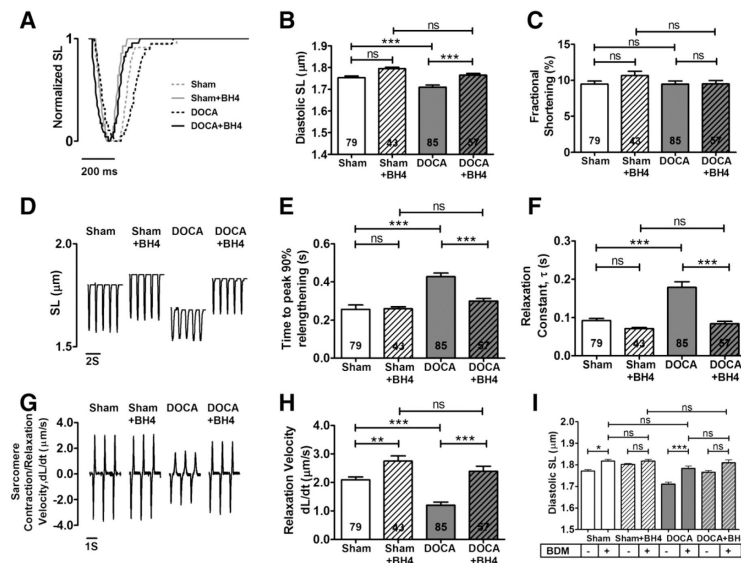 A
Normalized SL
0
1
200 ms
Sham
Sham+BH4
DOCA
DOCA+BH4
B
Diastolic SL (μm)
2.0
1.9
1.8
1.7
1.6
1.5
1.4
ns
***
ns
***
79
43
85
57
Sham
Sham +BH4
DOCA
DOCA +BH4
C
Fractional Shortening (%)
20
15
10
5
0
ns
ns
ns
ns
79
43
85
57
Sham
Sham +BH4
DOCA
DOCA +BH4
D
Sham
Sham +BH4
DOCA
DOCA +BH4
SL (μm)
2.0
1.5
2S
E
Time to peak 90% relengthening (s)
0.6
0.4
0.2
0.0
ns
***
ns
***
79
43
85
57
Sham
Sham +BH4
DOCA
DOCA +BH4
F
Relaxation Constant, τ (s)
0.3
0.2
0.1
0.0
ns
***
ns
***
79
43
85
57
Sham
Sham +BH4
DOCA
DOCA +BH4
G
Sham
Sham +BH4
DOCA
DOCA +BH4
Sarcomere Contraction/Relaxation Velocity,dL/dt (μm/s)
4.0
2.0
0.0
-2.0
-4.0
1S
H
Relaxation Velocity dL/dt (μm/s)
5
4
3
2
1
0
ns
***
**
***
79
43
85
57
Sham
Sham +BH4
DOCA
DOCA +BH4
I
Diastolic SL (μm)
2.0
1.9
1.8
1.7
1.6
1.5
ns
ns
ns
*
ns
ns
***
ns
Sham
Sham+BH4
DOCA
DOCA+BH4
BDM - + - + - + - +